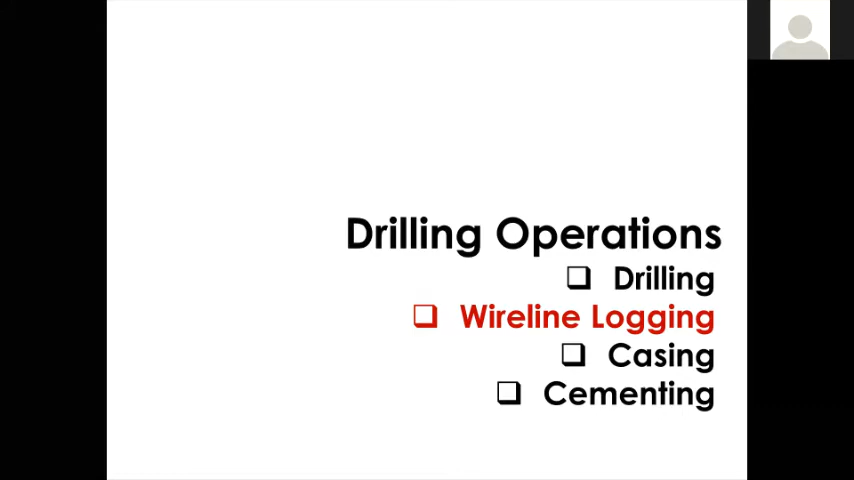 Drilling Operations
❑ Drilling
❑ Wireline Logging
❑ Casing
❑ Cementing